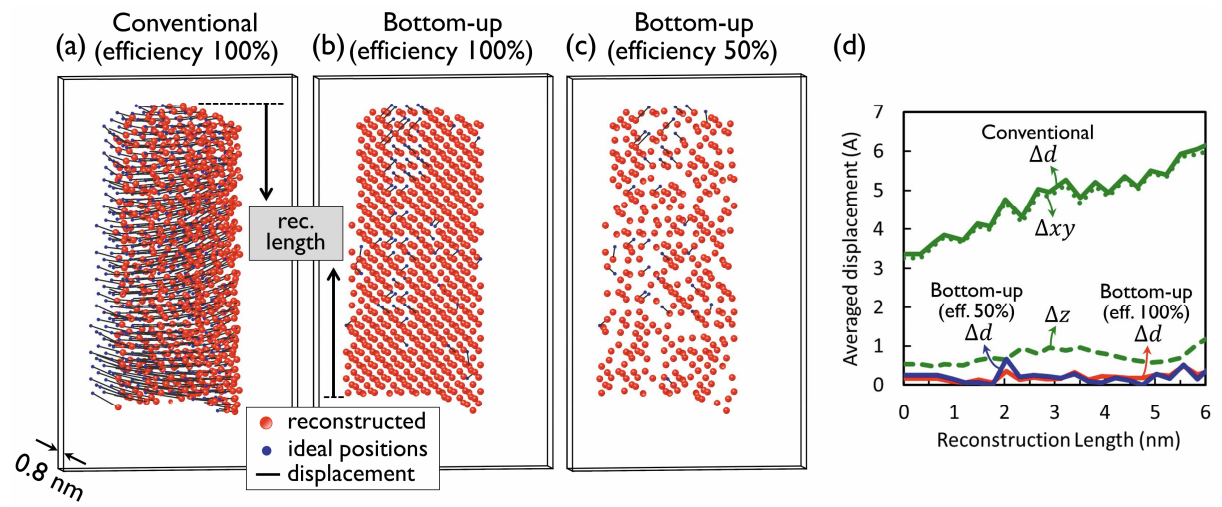 Conventional
(a) (efficiency 100%)
Bottom-up
(b) (efficiency 100%)
Bottom-up
(c) (efficiency 50%)
(d)
rec.
length
reconstructed
ideal positions
displacement
0.8 nm
Averaged displacement (A)
7
6
5
4
3
2
1
0
Conventional
Δd
Δxy
Bottom-up
(eff. 50%)
Δd
Δz
Bottom-up
(eff. 100%)
Δd
0 1 2 3 4 5 6
Reconstruction Length (nm)